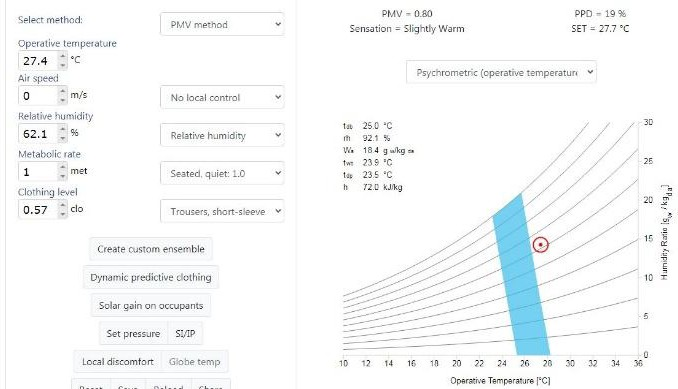 Select method:
PMV method
Operative temperature
27.4 °C
Air speed
0 m/s
No local control
Relative humidity
62.1 %
Relative humidity
Metabolic rate
1 met
Seated, quiet: 1.0
Clothing level
0.57 clo
Trousers, short-sleeve
Create custom ensemble
Dynamic predictive clothing
Solar gain on occupants
Set pressure SI/IP
Local discomfort Globe temp
Reset Save Reload Share
PMV = 0.80 PPD = 19 %
Sensation = Slightly Warm SET = 27.7 °C
Psychrometric (operative temperature
tdb 25.0 °C
rh 92.1 %
Wa 18.4 g w/kg da
twb 23.9 °C
tdp 23.5 °C
h 72.0 kJ/kg
30
25
20
15
10
5
0
Humidity Ratio [gw / kgda]
10 12 14 16 18 20 22 24 26 28 30 32 34 36
Operative Temperature [°C]